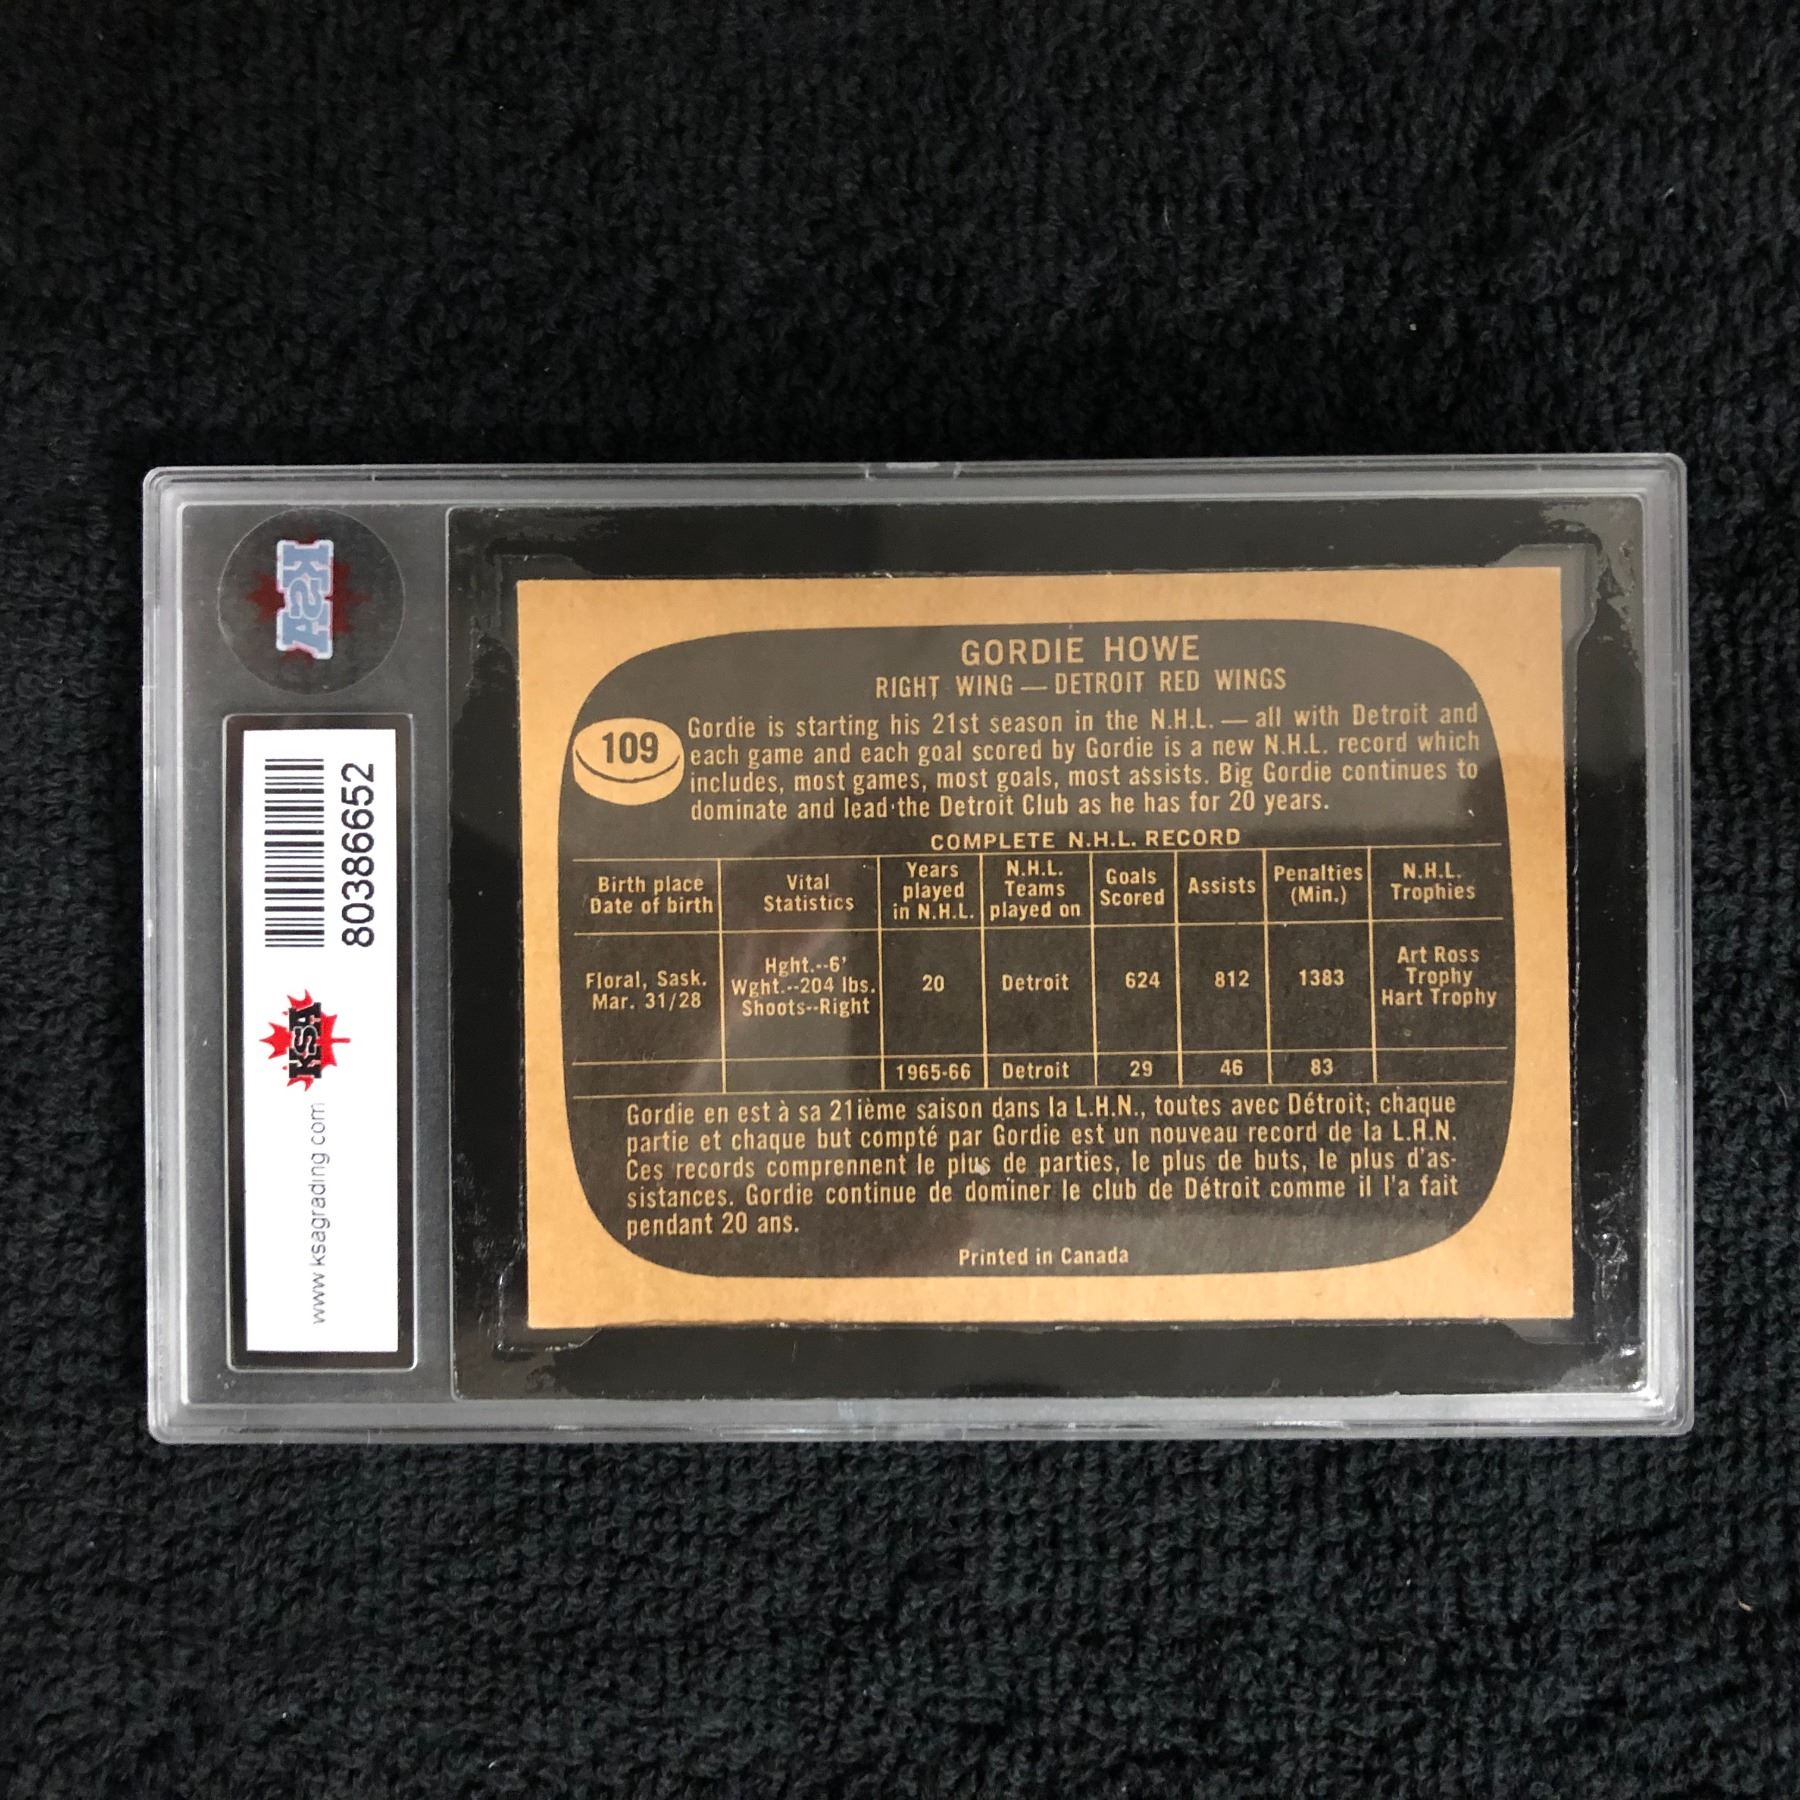 KSA
80386652
KSA
www.ksagrading.com
GORDIE HOWE
RIGHT WING — DETROIT RED WINGS
109
Gordie is starting his 21st season in the N.H.L. — all with Detroit and
each game and each goal scored by Gordie is a new N.H.L. record which
includes, most games, most goals, most assists. Big Gordie continues to
dominate and lead the Detroit Club as he has for 20 years.
COMPLETE N.H.L. RECORD
Birth place
Date of birth
Vital
Statistics
Years
played
in N.H.L.
N.H.L.
Teams
played on
Goals
Scored
Assists
Penalties
(Min.)
N.H.L.
Trophies
Floral, Sask.
Mar. 31/28
Hght.--6'
Wght.--204 lbs.
Shoots--Right
20
Detroit
624
812
1383
Art Ross
Trophy
Hart Trophy
1965-66
Detroit
29
46
83
Gordie en est à sa 21ième saison dans la L.H.N., toutes avec Détroit; chaque
partie et chaque but compté par Gordie est un nouveau record de la L.H.N.
Ces records comprennent le plus de parties, le plus de buts, le plus d'as-
sistances. Gordie continue de dominer le club de Détroit comme il l'a fait
pendant 20 ans.
Printed in Canada